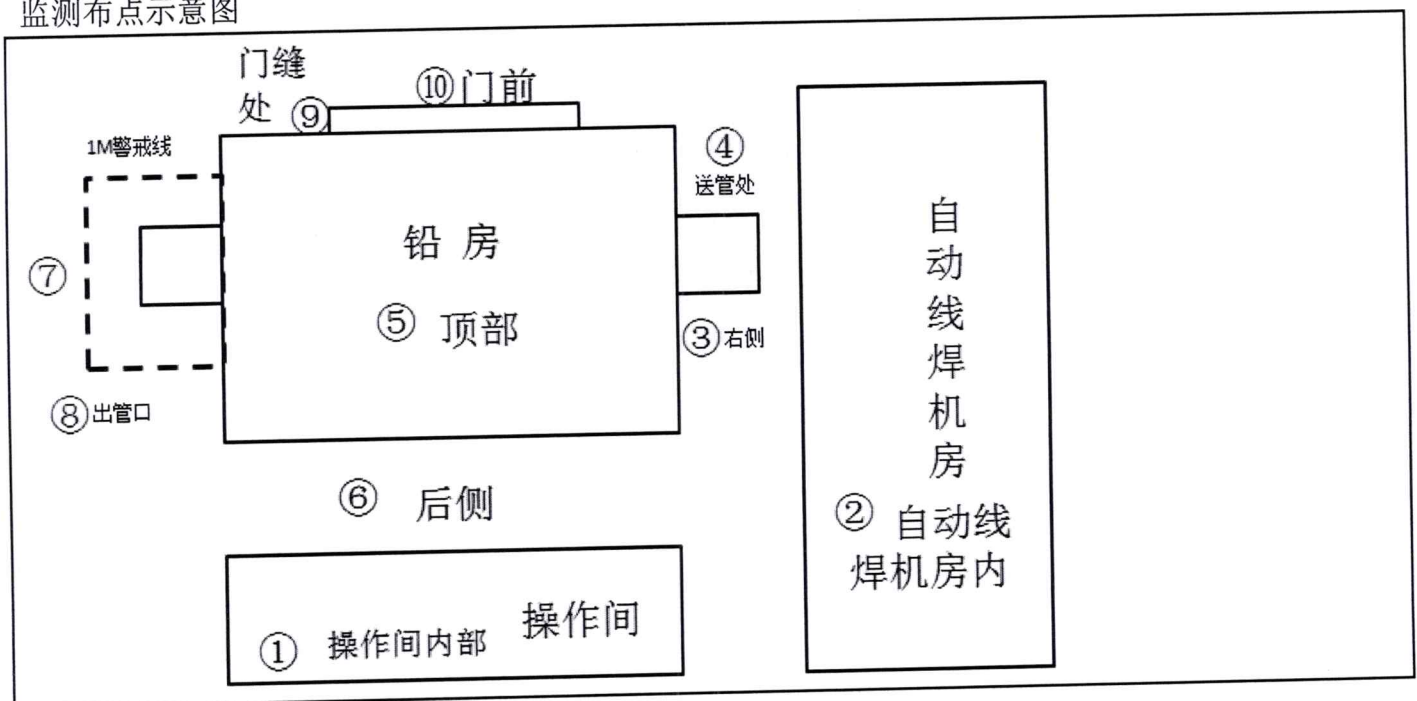 监测布点示意图
门缝
处 ⑨
⑩门前
1M警戒线
④
送管处
铅 房
⑦
⑤ 顶部
③右侧
⑧出管口
⑥ 后侧
自动线焊机房
② 自动线
焊机房内
① 操作间内部
操作间